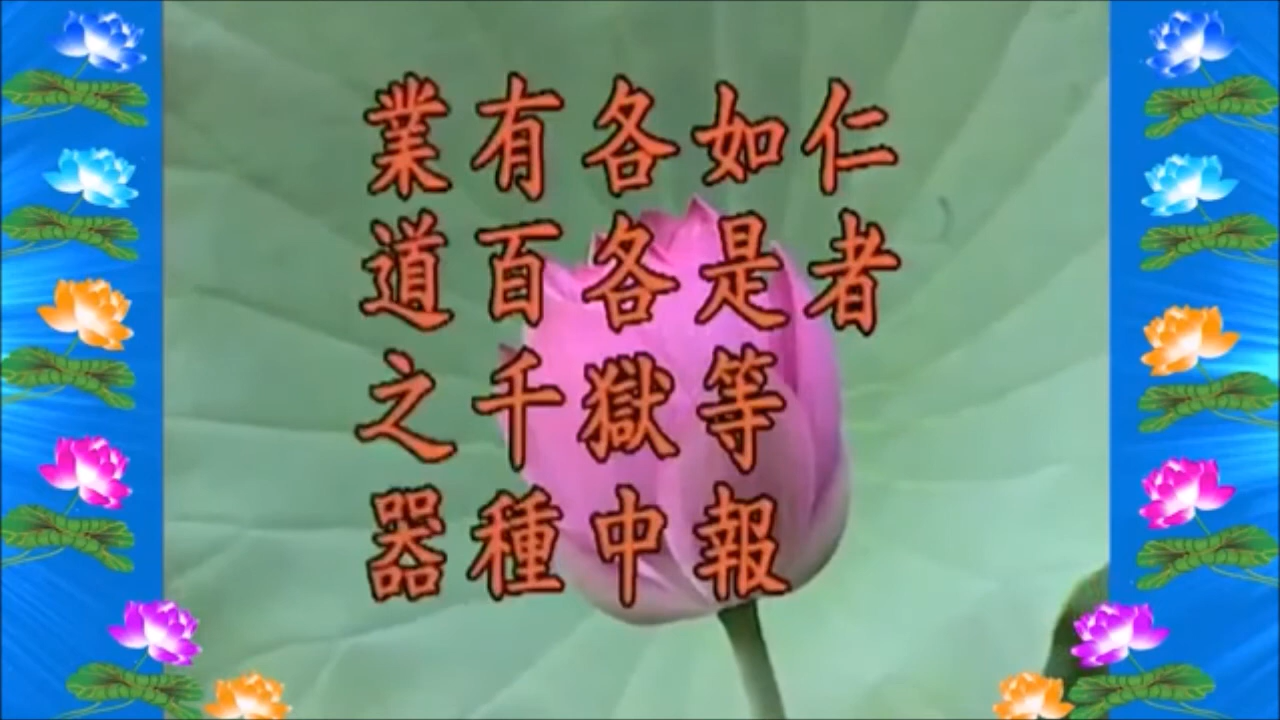 仁者
如是等報
各各獄中
有百千種
業道之器